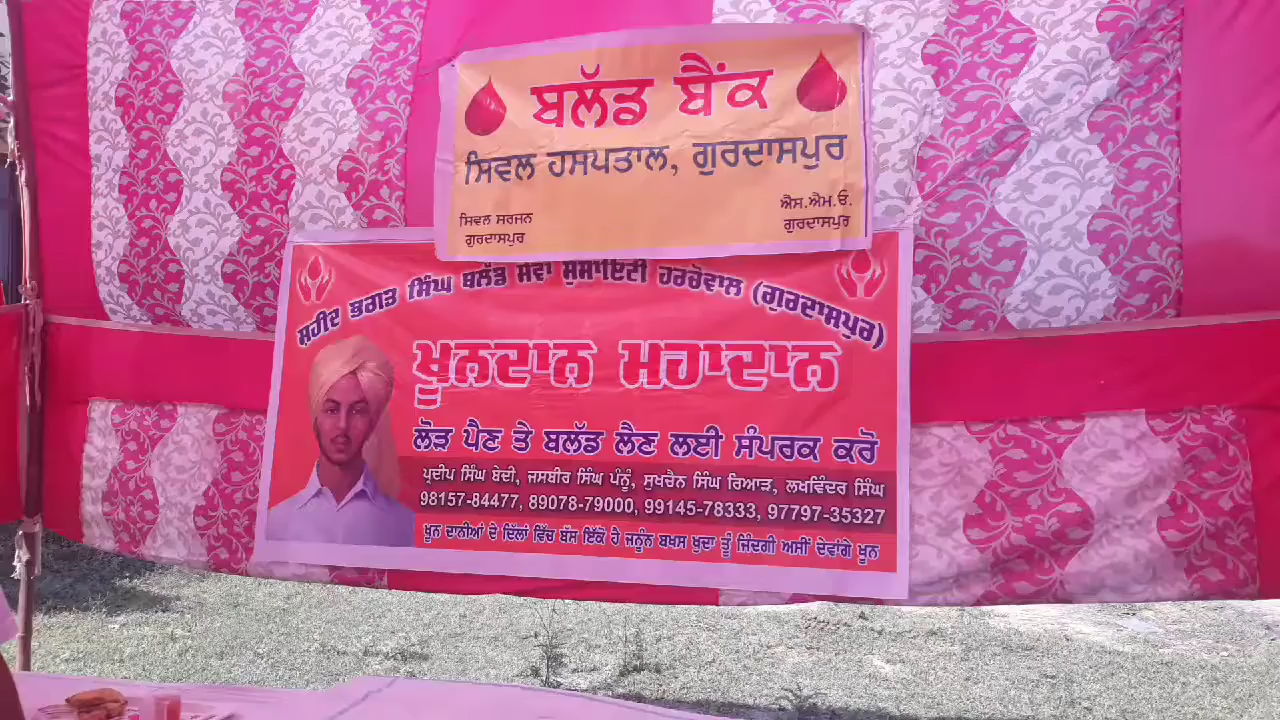 ਬਲੱਡ ਬੈਂਕ
ਸਿਵਲ ਹਸਪਤਾਲ, ਗੁਰਦਾਸਪੁਰ
ਸਿਵਲ ਸਰਜਨ
ਗੁਰਦਾਸਪੁਰ
ਐਸ.ਐਮ.ਓ.
ਗੁਰਦਾਸਪੁਰ
ਸ਼ਹੀਦ ਭਗਤ ਸਿੰਘ ਬਲੱਡ ਸੇਵਾ ਸੁਸਾਇਟੀ ਹਰਚੋਵਾਲ (ਗੁਰਦਾਸਪੁਰ)
ਖੂਨਦਾਨ ਮਹਾਦਾਨ
ਲੋੜ ਪੈਣ ਤੇ ਬਲੱਡ ਲੈਣ ਲਈ ਸੰਪਰਕ ਕਰੋ
ਪ੍ਰਦੀਪ ਸਿੰਘ ਬੇਦੀ, ਜਸਬੀਰ ਸਿੰਘ ਪੰਨੂੰ, ਸੁਖਚੈਨ ਸਿੰਘ ਰਿਆੜ, ਲਖਵਿੰਦਰ ਸਿੰਘ
98157-84477, 89078-79000, 99145-78333, 97797-35327
ਖੂਨ ਦਾਨੀਆਂ ਦੇ ਦਿੱਲਾਂ ਵਿੱਚ ਬੱਸ ਇੱਕੋ ਹੈ ਜਨੂੰਨ ਬਖਸ ਖੁਦਾ ਤੂੰ ਜਿੰਦਗੀ ਅਸੀਂ ਦੇਵਾਂਗੇ ਖੂਨ